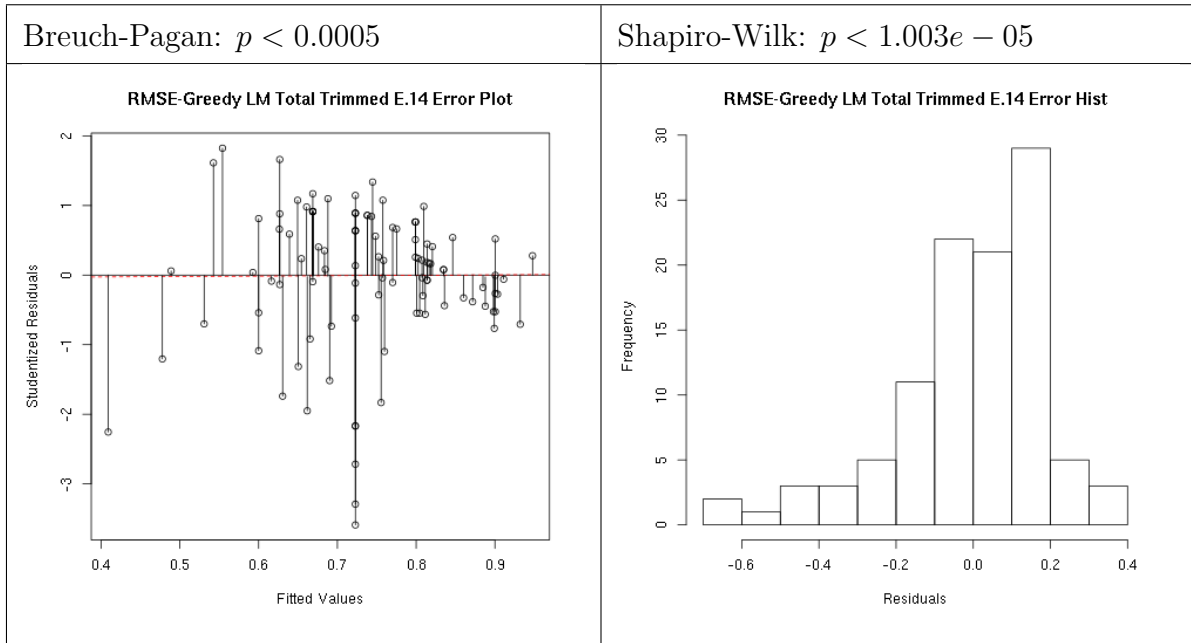 Breuch-Pagan: p < 0.0005
Shapiro-Wilk: p < 1.003e − 05
RMSE-Greedy LM Total Trimmed E.14 Error Plot
Studentized Residuals
2
1
0
-1
-2
-3
0.4 0.5 0.6 0.7 0.8 0.9
Fitted Values
RMSE-Greedy LM Total Trimmed E.14 Error Hist
Frequency
30
25
20
15
10
5
0
-0.6 -0.4 -0.2 0.0 0.2 0.4
Residuals